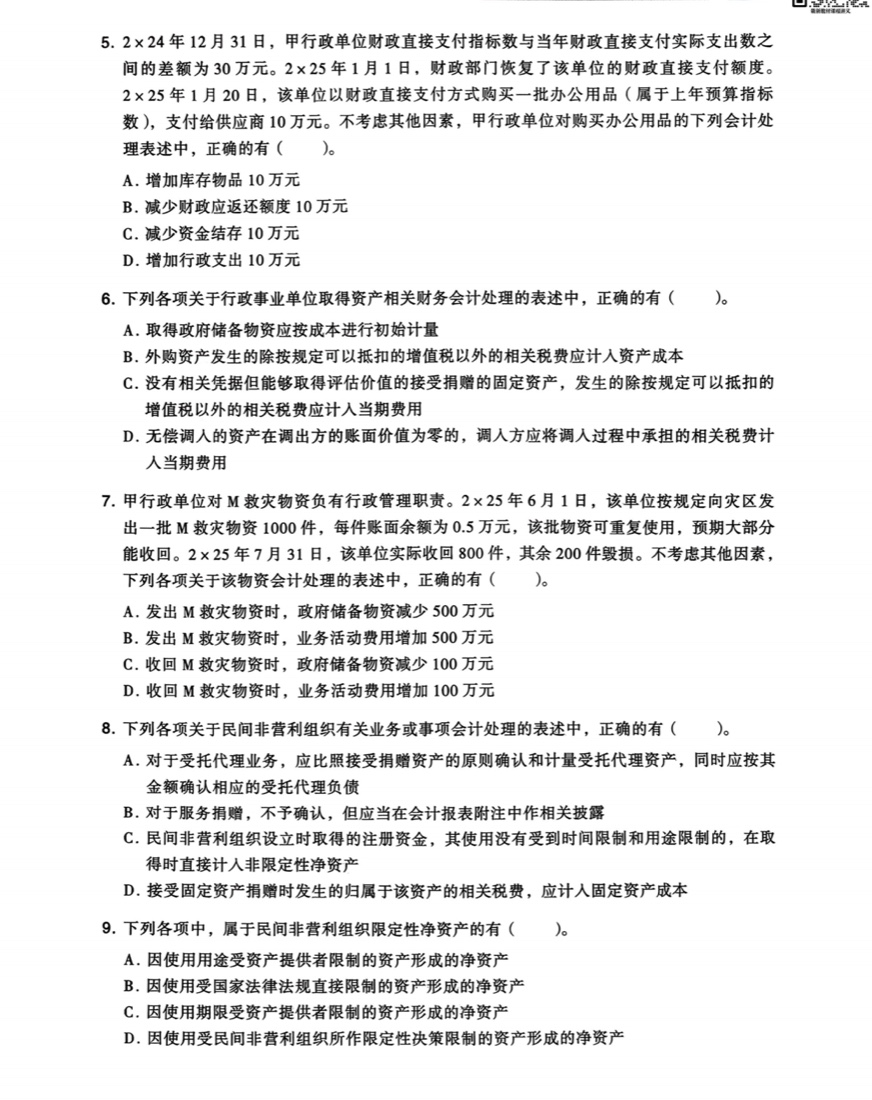 5. 2×24 年 12 月 31 日，甲行政单位财政直接支付指标数与当年财政直接支付实际支出数之
间的差额为 30 万元。2×25 年 1 月 1 日，财政部门恢复了该单位的财政直接支付额度。
2×25 年 1 月 20 日，该单位以财政直接支付方式购买一批办公用品（属于上年预算指标
数），支付给供应商 10 万元。不考虑其他因素，甲行政单位对购买办公用品的下列会计处
理表述中，正确的有（　　）。
A. 增加库存物品 10 万元
B. 减少财政应返还额度 10 万元
C. 减少资金结存 10 万元
D. 增加行政支出 10 万元
6. 下列各项关于行政事业单位取得资产相关财务会计处理的表述中，正确的有（　　）。
A. 取得政府储备物资应按成本进行初始计量
B. 外购资产发生的除按规定可以抵扣的增值税以外的相关税费应计入资产成本
C. 没有相关凭据但能够取得评估价值的接受捐赠的固定资产，发生的除按规定可以抵扣的
增值税以外的相关税费应计入当期费用
D. 无偿调入的资产在调出方的账面价值为零的，调入方应将调入过程中承担的相关税费计
入当期费用
7. 甲行政单位对 M 救灾物资负有行政管理职责。2×25 年 6 月 1 日，该单位按规定向灾区发
出一批 M 救灾物资 1000 件，每件账面余额为 0.5 万元，该批物资可重复使用，预期大部分
能收回。2×25 年 7 月 31 日，该单位实际收回 800 件，其余 200 件毁损。不考虑其他因素，
下列各项关于该物资会计处理的表述中，正确的有（　　）。
A. 发出 M 救灾物资时，政府储备物资减少 500 万元
B. 发出 M 救灾物资时，业务活动费用增加 500 万元
C. 收回 M 救灾物资时，政府储备物资减少 100 万元
D. 收回 M 救灾物资时，业务活动费用增加 100 万元
8. 下列各项关于民间非营利组织有关业务或事项会计处理的表述中，正确的有（　　）。
A. 对于受托代理业务，应比照接受捐赠资产的原则确认和计量受托代理资产，同时应按其
金额确认相应的受托代理负债
B. 对于服务捐赠，不予确认，但应当在会计报表附注中作相关披露
C. 民间非营利组织设立时取得的注册资金，其使用没有受到时间限制和用途限制的，在取
得时直接计入非限定性净资产
D. 接受固定资产捐赠时发生的归属于该资产的相关税费，应计入固定资产成本
9. 下列各项中，属于民间非营利组织限定性净资产的有（　　）。
A. 因使用用途受资产提供者限制的资产形成的净资产
B. 因使用受国家法律法规直接限制的资产形成的净资产
C. 因使用期限受资产提供者限制的资产形成的净资产
D. 因使用受民间非营利组织所作限定性决策限制的资产形成的净资产